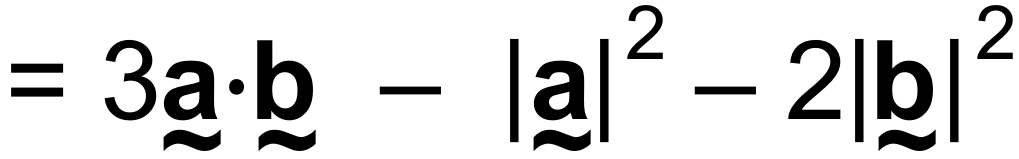 = 3a·b − |a|² − 2|b|²